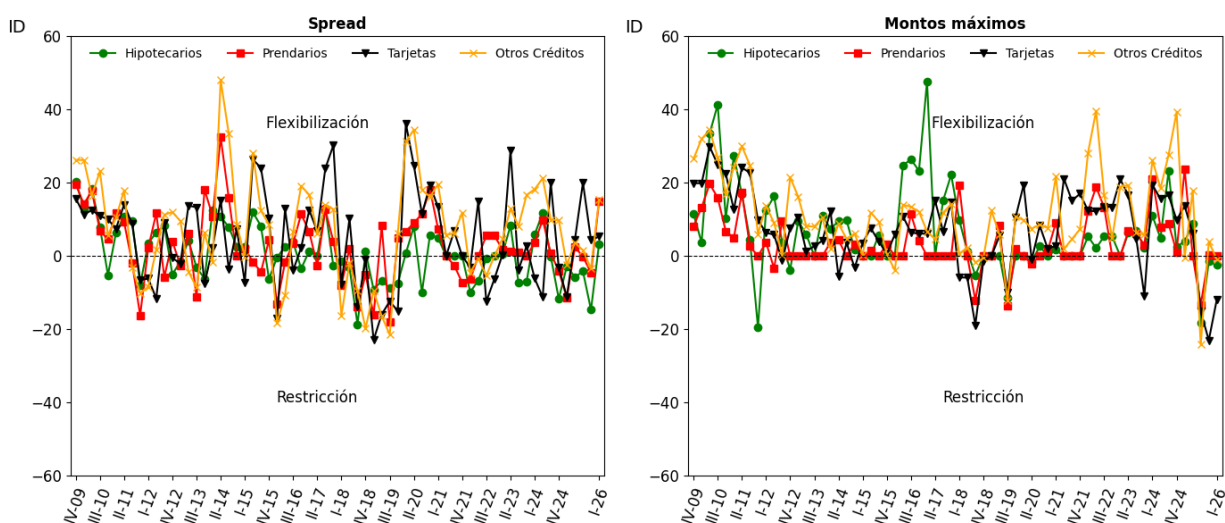 Spread
ID
60
40
20
0
−20
−40
−60
Hipotecarios
Prendarios
Tarjetas
Otros Créditos
Flexibilización
Restricción
IV-09
III-10
II-11
I-12
IV-12
III-13
II-14
I-15
IV-15
III-16
II-17
I-18
IV-18
III-19
II-20
I-21
IV-21
III-22
II-23
I-24
IV-24
I-26
Montos máximos
ID
60
40
20
0
−20
−40
−60
Hipotecarios
Prendarios
Tarjetas
Otros Créditos
Flexibilización
Restricción
IV-09
III-10
II-11
I-12
IV-12
III-13
II-14
I-15
IV-15
III-16
II-17
I-18
IV-18
III-19
II-20
I-21
IV-21
III-22
II-23
I-24
IV-24
I-26